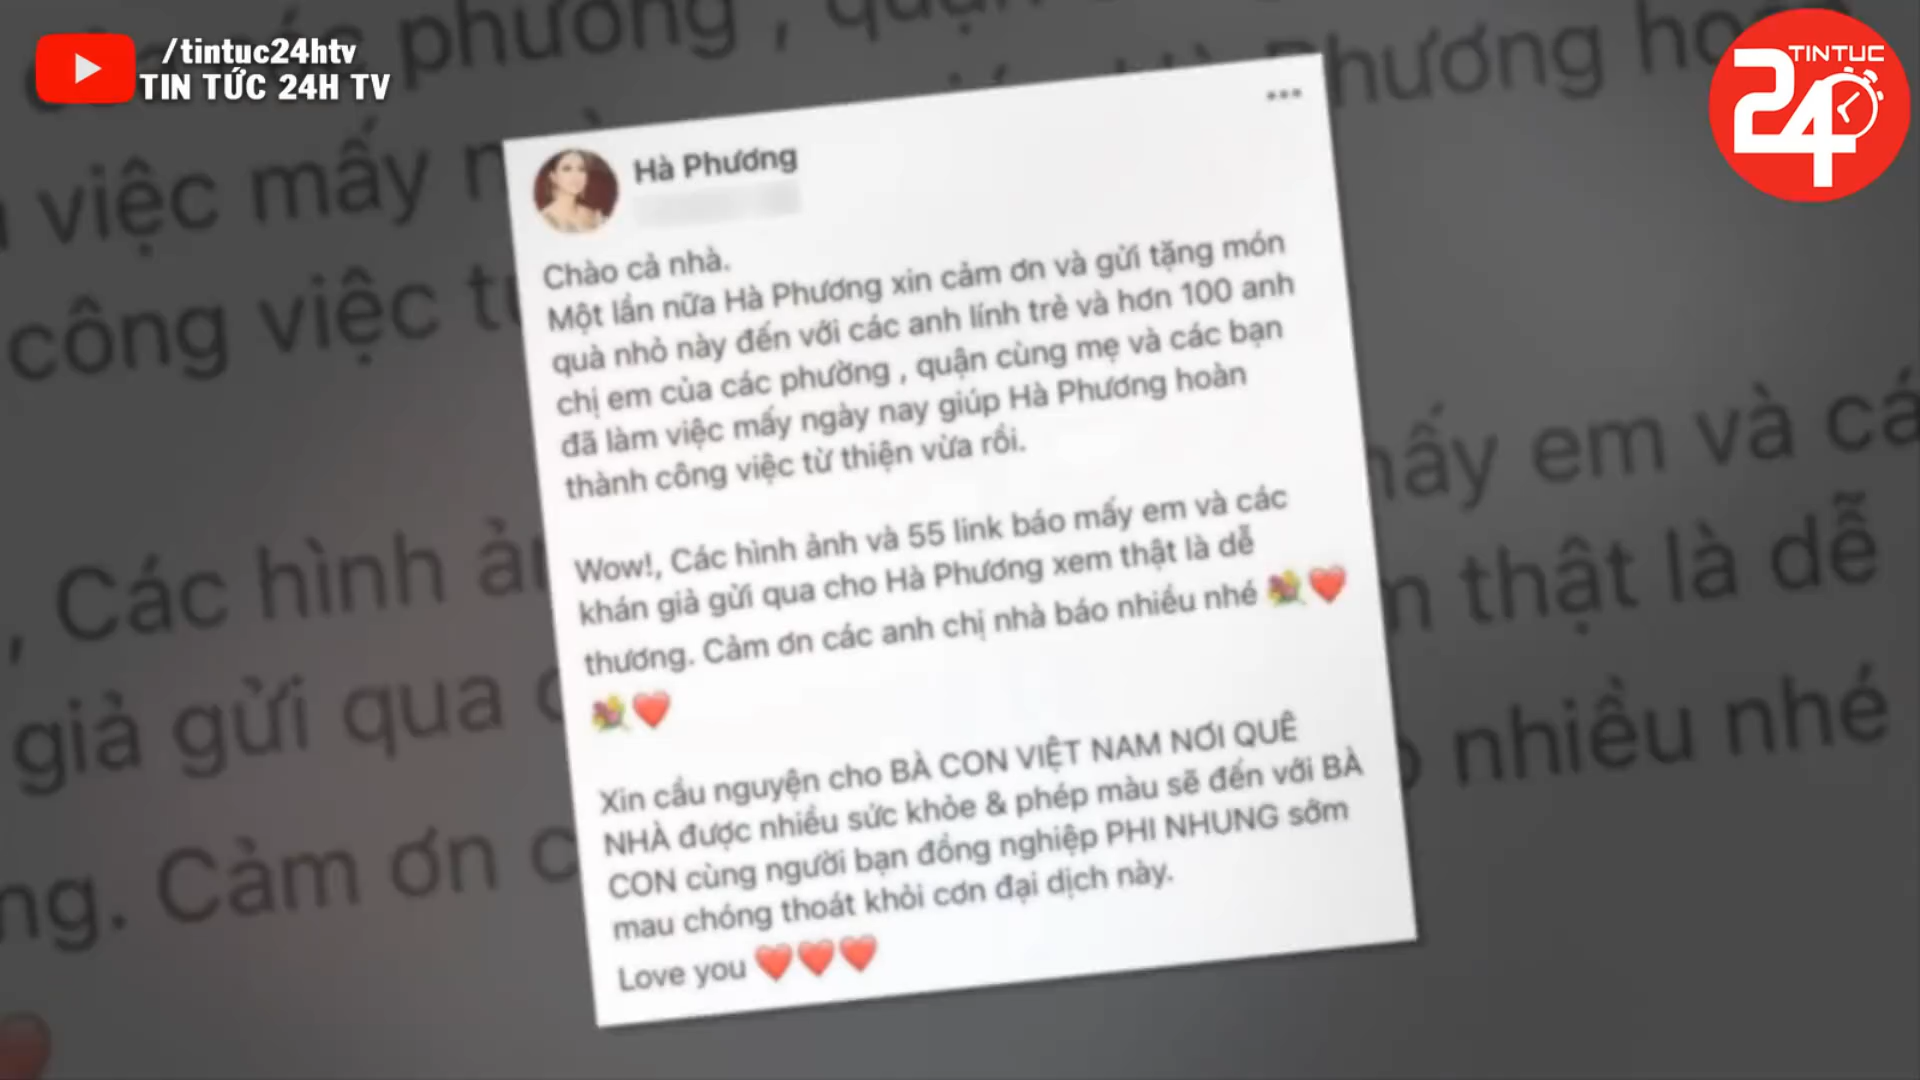 /tintuc24htv
TIN TỨC 24H TV
TINTUC
24
Hà Phương
Chào cả nhà.
Một lần nữa Hà Phương xin cảm ơn và gửi tặng món
quà nhỏ này đến với các anh lính trẻ và hơn 100 anh
chị em của các phường , quận cùng mẹ và các bạn
đã làm việc mấy ngày nay giúp Hà Phương hoàn
thành công việc từ thiện vừa rồi.
Wow!, Các hình ảnh và 55 link báo mấy em và các
khán giả gửi qua cho Hà Phương xem thật là dễ
thương. Cảm ơn các anh chị nhà báo nhiều nhé 💐❤️
💐❤️
Xin cầu nguyện cho BÀ CON VIỆT NAM NƠI QUÊ
NHÀ được nhiều sức khỏe & phép màu sẽ đến với BÀ
CON cùng người bạn đồng nghiệp PHI NHUNG sớm
mau chóng thoát khỏi cơn đại dịch này.
Love you ❤️❤️❤️